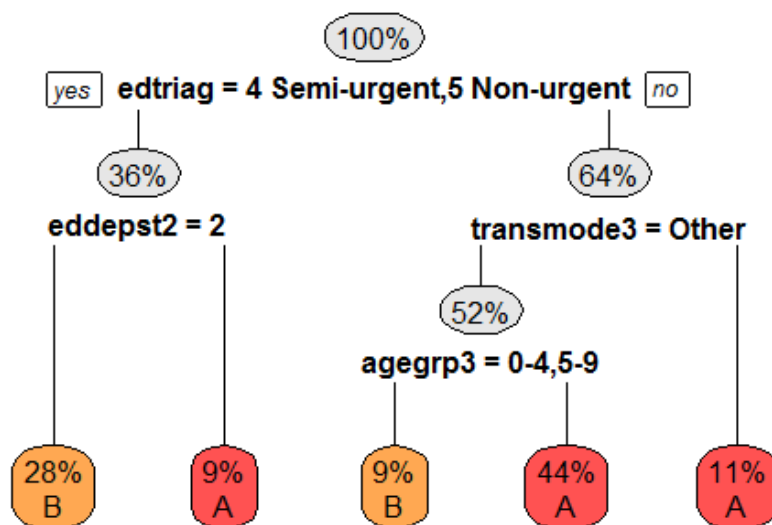 100%
yes edtriag = 4 Semi-urgent,5 Non-urgent no
36% 64%
eddepst2 = 2 transmode3 = Other
52%
agegrp3 = 0-4,5-9
28% 9% 9% 44% 11%
B A B A A